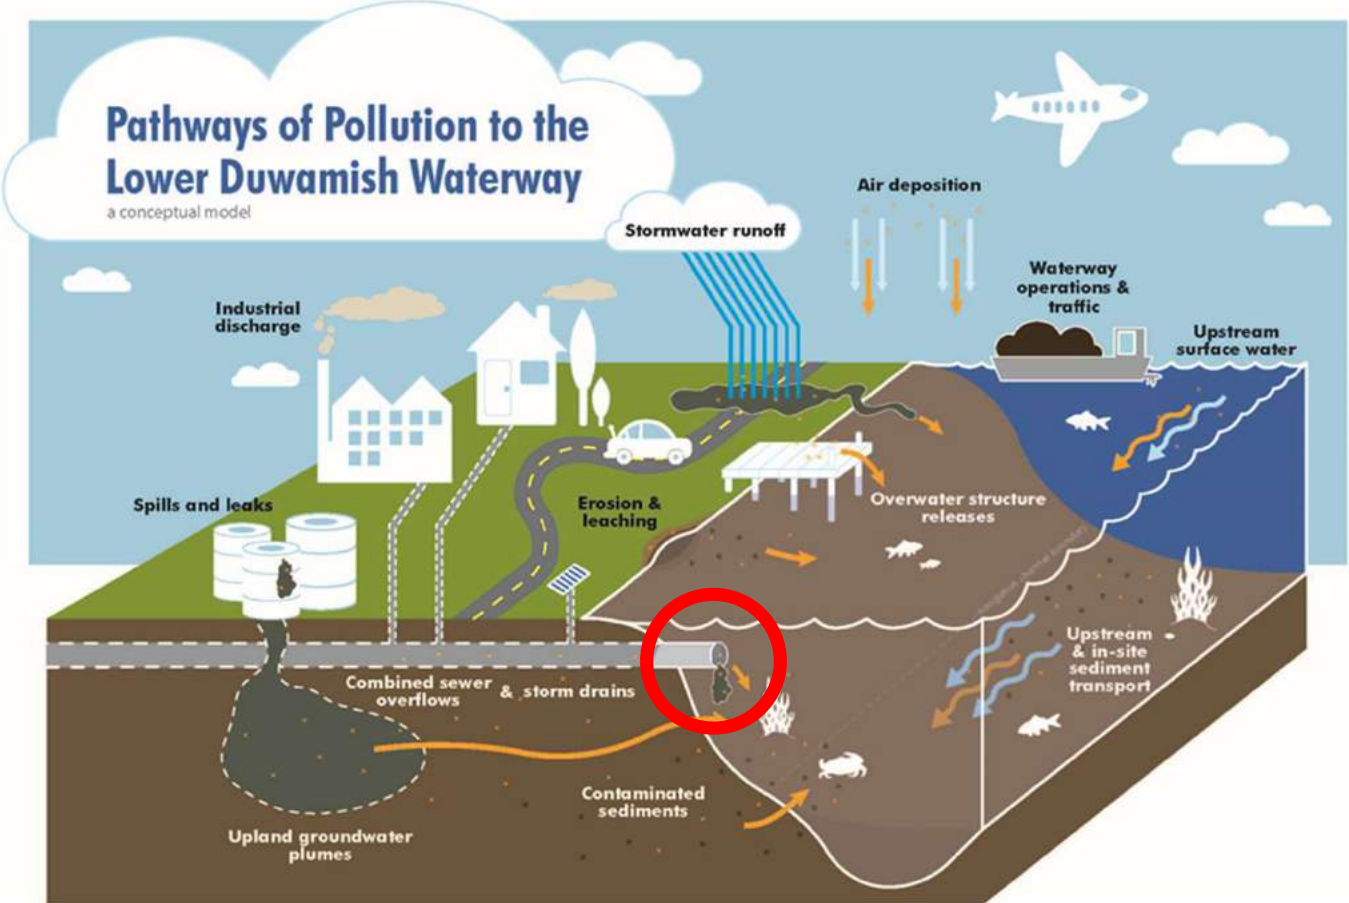 Pathways of Pollution to the
Lower Duwamish Waterway
a conceptual model
Air deposition
Stormwater runoff
Waterway
operations &
traffic
Industrial
discharge
Upstream
surface water
Spills and leaks
Erosion &
leaching
Overwater structure
releases
Upstream
& in-site
sediment
transport
Combined sewer
overflows
& storm drains
Contaminated
sediments
Upland groundwater
plumes